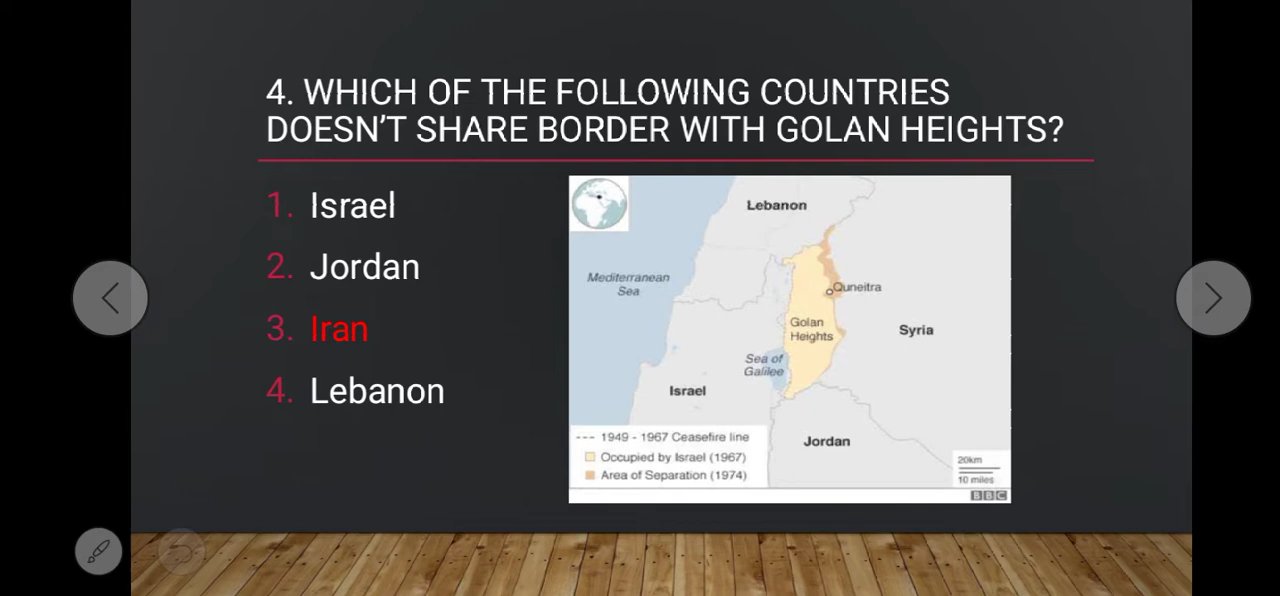 4. WHICH OF THE FOLLOWING COUNTRIES
DOESN'T SHARE BORDER WITH GOLAN HEIGHTS?
1. Israel
2. Jordan
3. Iran
4. Lebanon
Lebanon
Mediterranean
Sea
Quneitra
Golan
Heights
Syria
Sea of
Galilee
Israel
Jordan
1949 - 1967 Ceasefire line
Occupied by Israel (1967)
Area of Separation (1974)
20km
10 miles
BBC